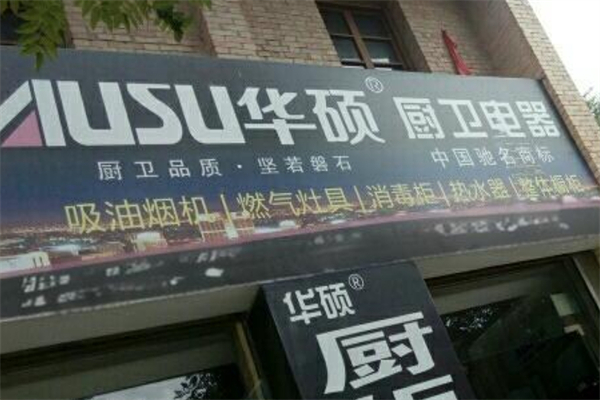 AUSU华硕® 厨卫电器
厨卫品质·坚若磐石 中国驰名商标
吸油烟机|燃气灶具|消毒柜|热水器|整体橱柜
华硕®
厨